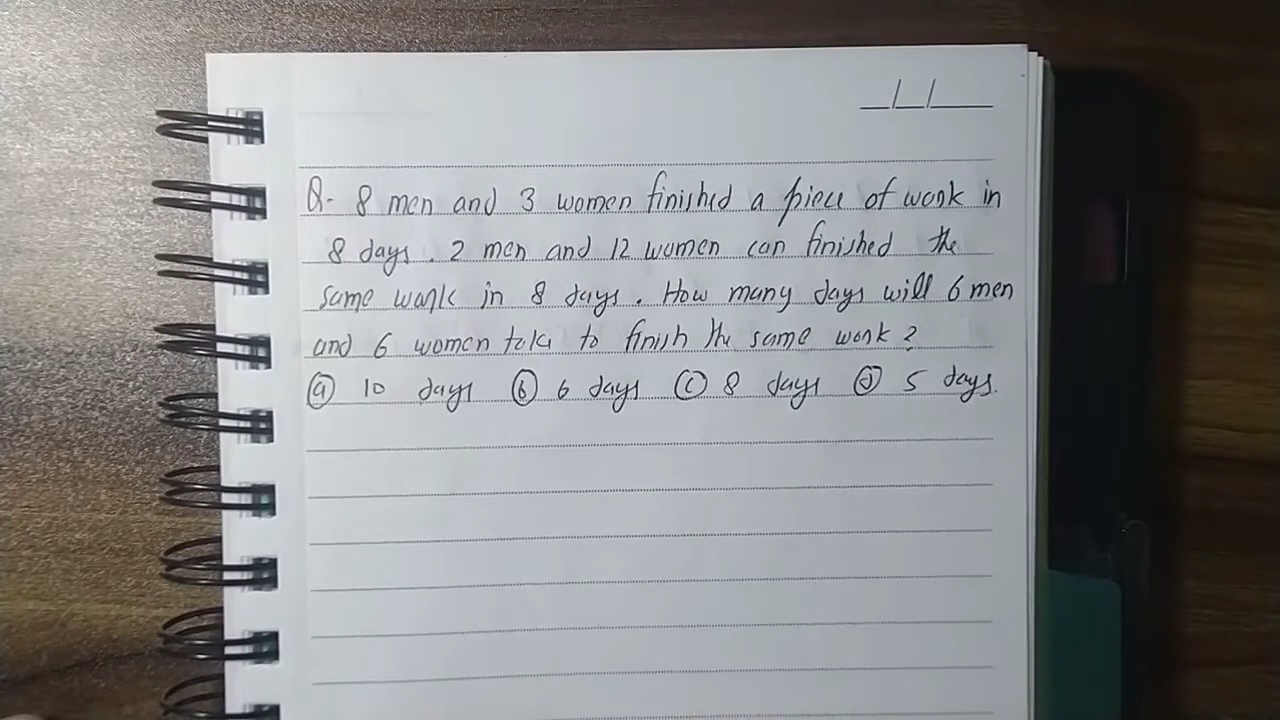 __/__/____
Q. 8 men and 3 women finished a piece of work in
8 days. 2 men and 12 women can finished the
same work in 8 days. How many days will 6 men
and 6 women take to finish the same work?
(a) 10 days (b) 6 days (c) 8 days (d) 5 days.